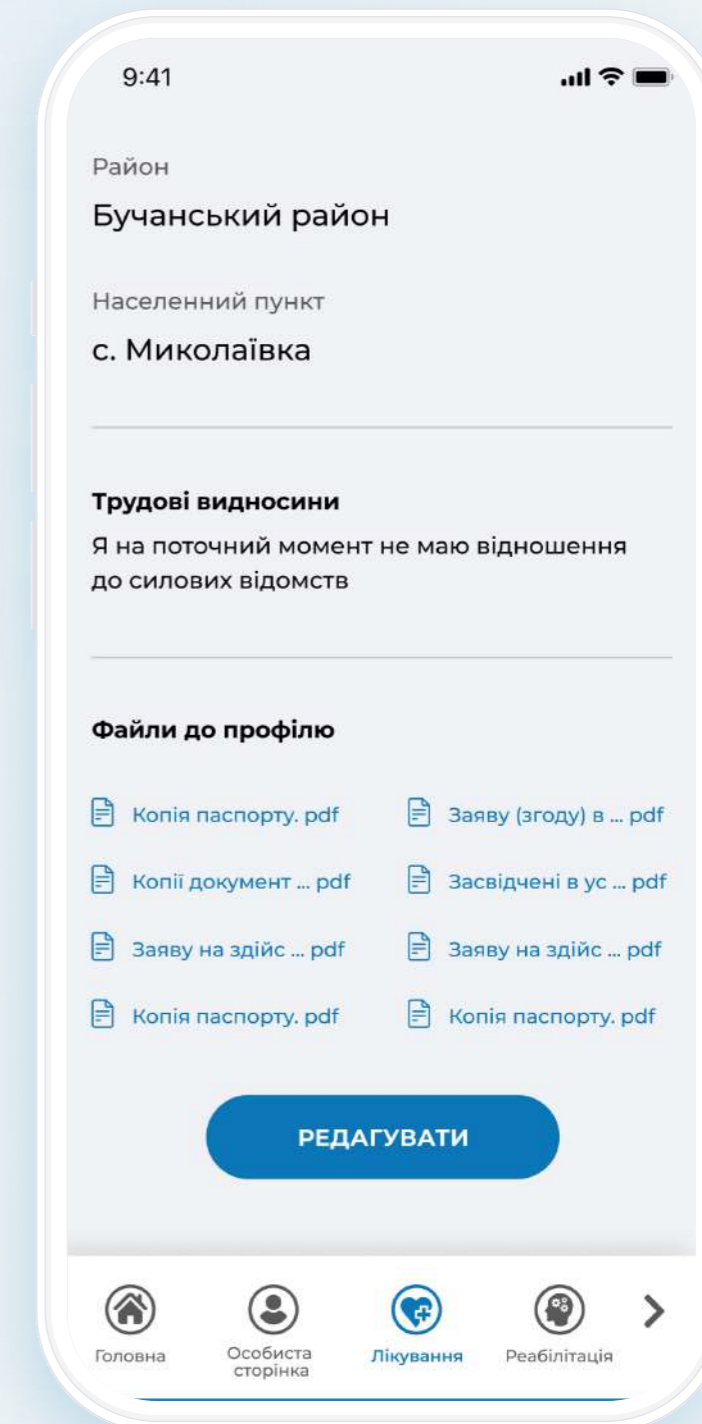 9:41
Район
Бучанський район
Населенний пункт
с. Миколаївка
Трудові видносини
Я на поточний момент не маю відношення
до силових відомств
Файли до профілю
Копія паспорту. pdf
Заяву (згоду) в ... pdf
Копії документ ... pdf
Засвідчені в ус ... pdf
Заяву на здійс ... pdf
Заяву на здійс ... pdf
Копія паспорту. pdf
Копія паспорту. pdf
РЕДАГУВАТИ
Головна
Особиста
сторінка
Лікування
Реабілітація